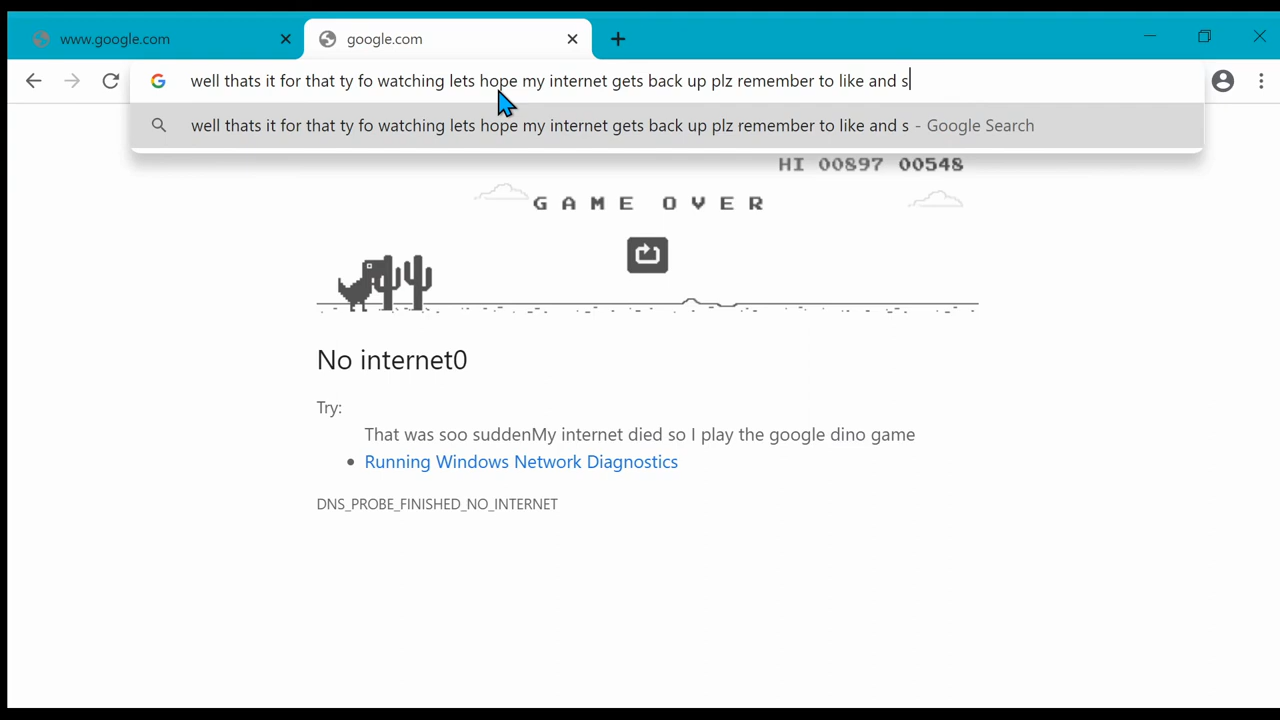 www.google.com
google.com
well thats it for that ty fo watching lets hope my internet gets back up plz remember to like and s
well thats it for that ty fo watching lets hope my internet gets back up plz remember to like and s - Google Search
HI 00897 00548
GAME OVER
No internet0
Try:
That was soo suddenMy internet died so I play the google dino game
Running Windows Network Diagnostics
DNS_PROBE_FINISHED_NO_INTERNET